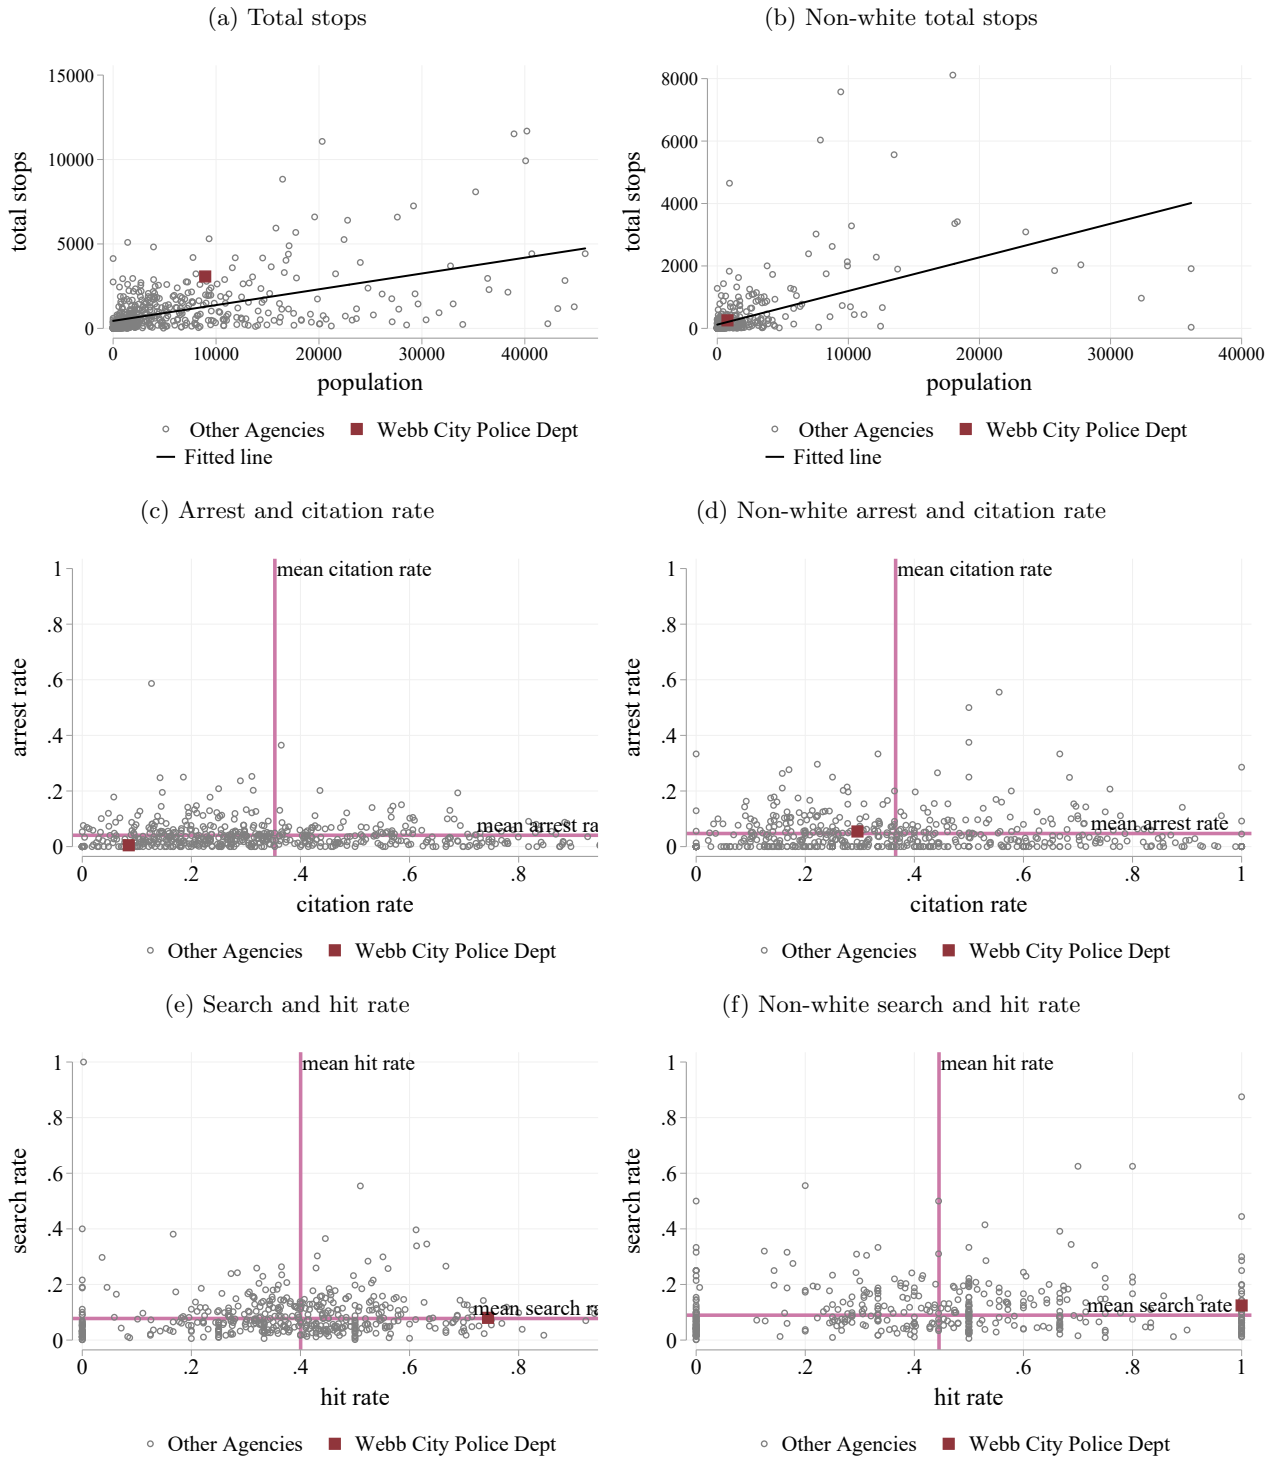 (a) Total stops
(b) Non-white total stops
15000
10000
5000
0
total stops
0 10000 20000 30000 40000
population
Other Agencies Webb City Police Dept
Fitted line
8000
6000
4000
2000
0
total stops
0 10000 20000 30000 40000
population
Other Agencies Webb City Police Dept
Fitted line
(c) Arrest and citation rate
(d) Non-white arrest and citation rate
1
.8
.6
.4
.2
0
arrest rate
mean citation rate
mean arrest ra
0 .2 .4 .6 .8
citation rate
Other Agencies Webb City Police Dept
1
.8
.6
.4
.2
0
arrest rate
mean citation rate
mean arrest rate
0 .2 .4 .6 .8 1
citation rate
Other Agencies Webb City Police Dept
(e) Search and hit rate
(f) Non-white search and hit rate
1
.8
.6
.4
.2
0
search rate
mean hit rate
mean search ra
0 .2 .4 .6 .8
hit rate
Other Agencies Webb City Police Dept
1
.8
.6
.4
.2
0
search rate
mean hit rate
mean search rate
0 .2 .4 .6 .8 1
hit rate
Other Agencies Webb City Police Dept